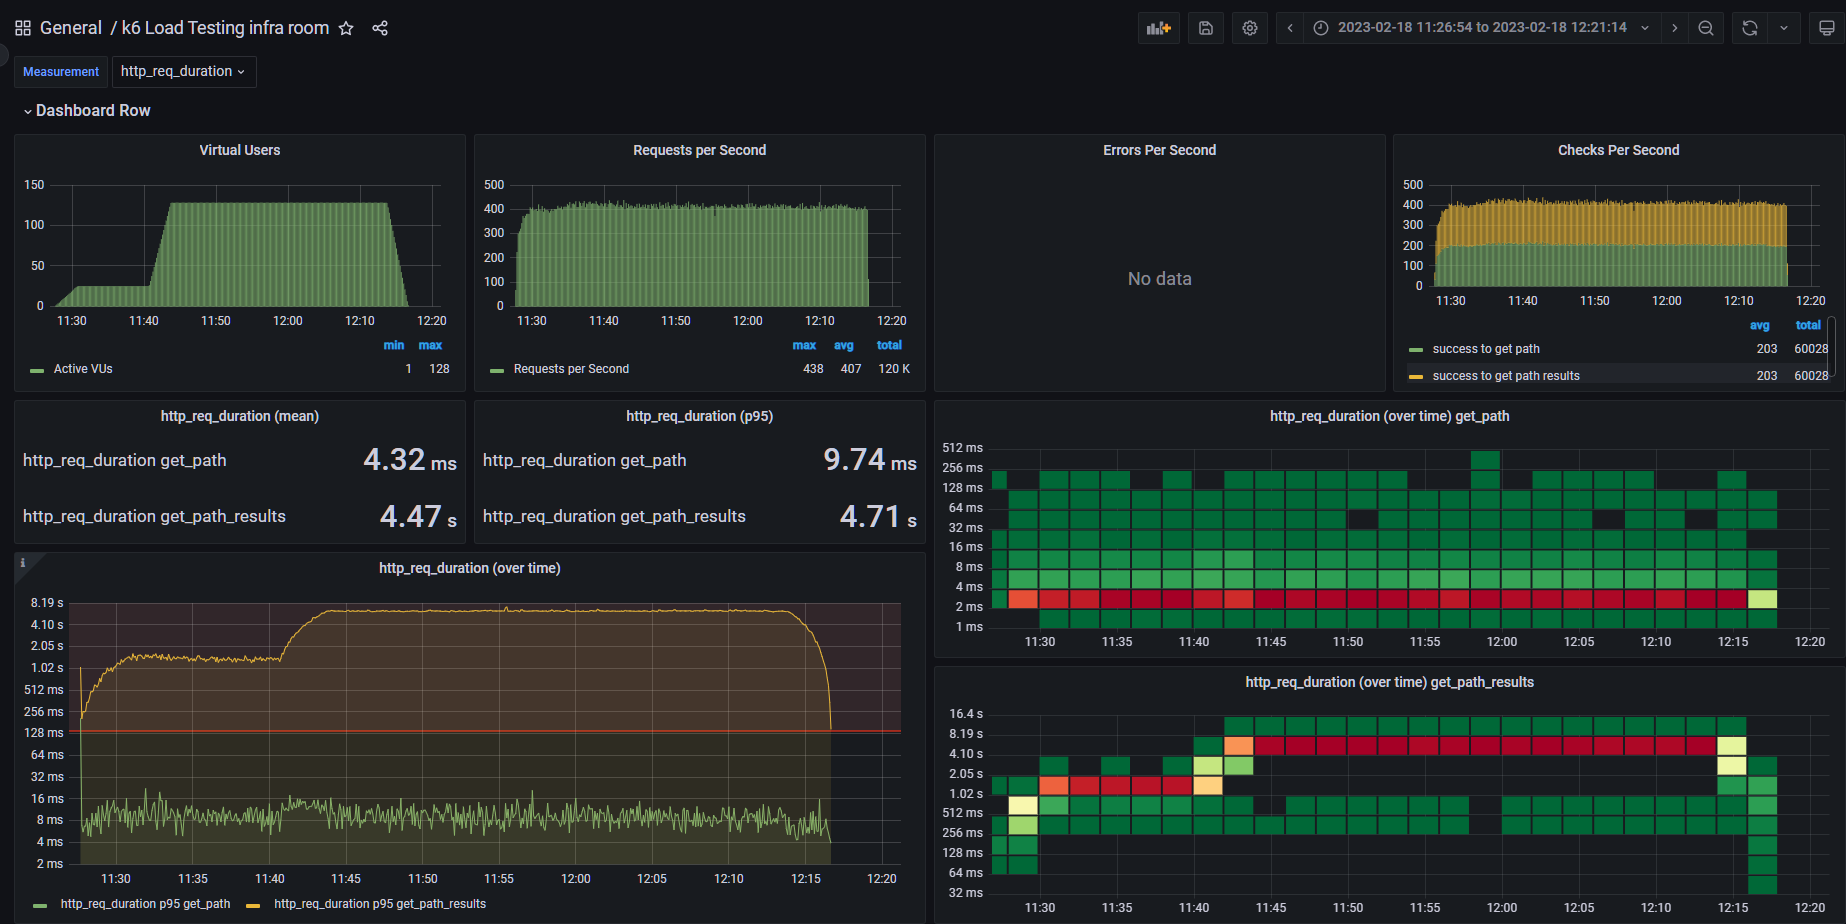 General / k6 Load Testing infra room
2023-02-18 11:26:54 to 2023-02-18 12:21:14
Measurement http_req_duration
Dashboard Row
Virtual Users
150
100
50
0
11:30 11:40 11:50 12:00 12:10 12:20
min max
Active VUs 1 128
Requests per Second
500
400
300
200
100
0
11:30 11:40 11:50 12:00 12:10 12:20
max avg total
Requests per Second 438 407 120 K
Errors Per Second
No data
Checks Per Second
500
400
300
200
100
0
11:30 11:40 11:50 12:00 12:10 12:20
avg total
success to get path 203 60028
success to get path results 203 60028
http_req_duration (mean)
http_req_duration get_path 4.32 ms
http_req_duration get_path_results 4.47 s
http_req_duration (p95)
http_req_duration get_path 9.74 ms
http_req_duration get_path_results 4.71 s
http_req_duration (over time) get_path
512 ms
256 ms
128 ms
64 ms
32 ms
16 ms
8 ms
4 ms
2 ms
1 ms
11:30 11:35 11:40 11:45 11:50 11:55 12:00 12:05 12:10 12:15 12:20
i
http_req_duration (over time)
8.19 s
4.10 s
2.05 s
1.02 s
512 ms
256 ms
128 ms
64 ms
32 ms
16 ms
8 ms
4 ms
2 ms
11:30 11:35 11:40 11:45 11:50 11:55 12:00 12:05 12:10 12:15 12:20
http_req_duration p95 get_path http_req_duration p95 get_path_results
http_req_duration (over time) get_path_results
16.4 s
8.19 s
4.10 s
2.05 s
1.02 s
512 ms
256 ms
128 ms
64 ms
32 ms
11:30 11:35 11:40 11:45 11:50 11:55 12:00 12:05 12:10 12:15 12:20